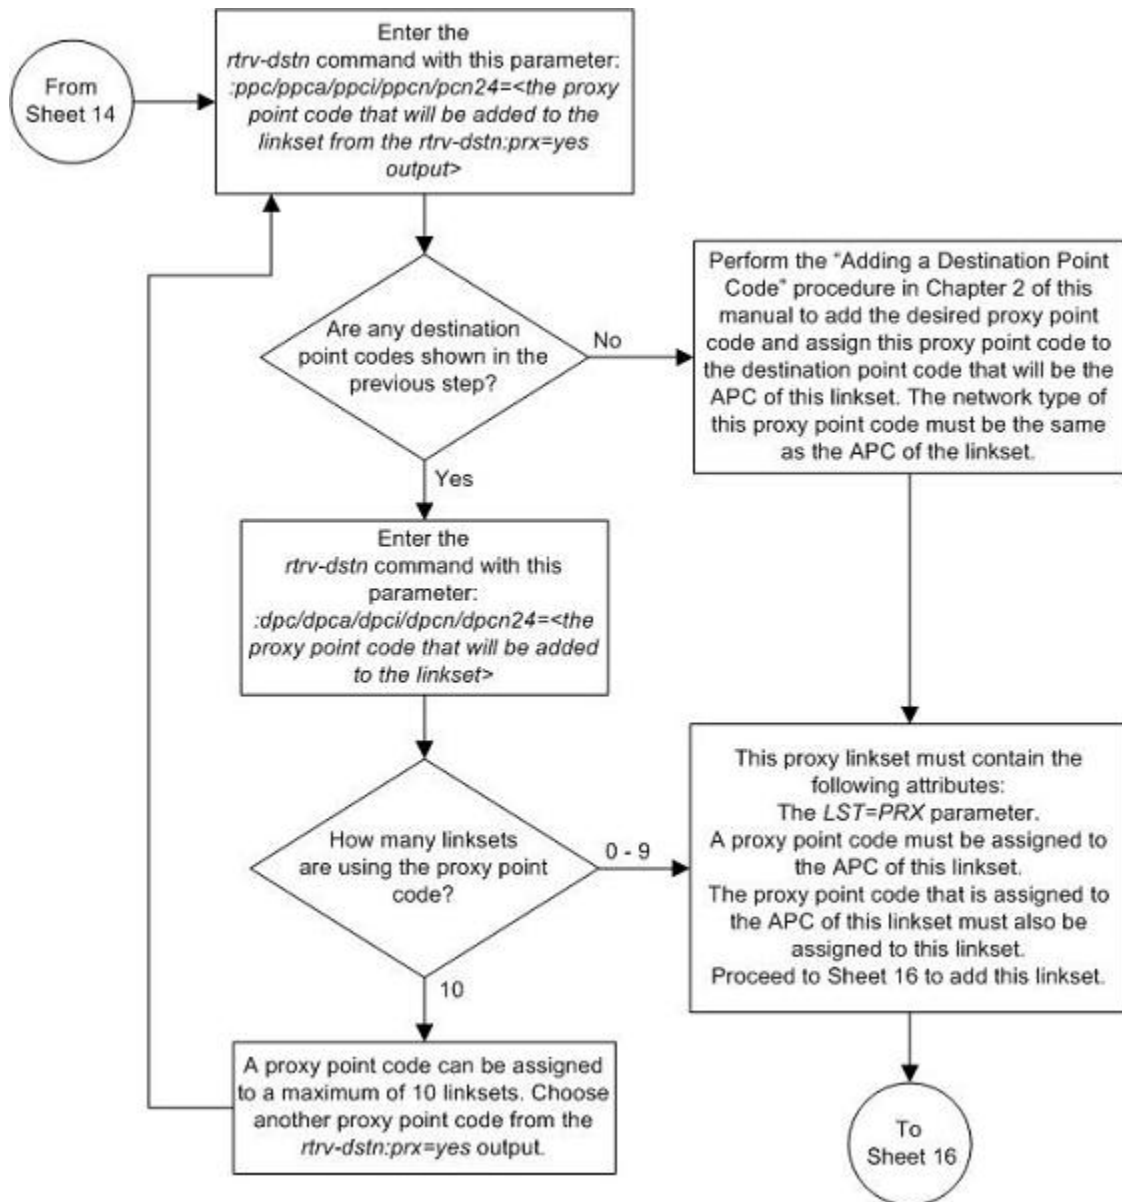 From
Sheet 14
Enter the
rtrv-dstn command with this parameter:
:ppc/ppca/ppci/ppcn/pcn24=<the proxy
point code that will be added to the
linkset from the rtrv-dstn:prx=yes
output>
Are any destination
point codes shown in the
previous step?
No
Perform the "Adding a Destination Point
Code" procedure in Chapter 2 of this
manual to add the desired proxy point
code and assign this proxy point code to
the destination point code that will be the
APC of this linkset. The network type of
this proxy point code must be the same
as the APC of the linkset.
Yes
Enter the
rtrv-dstn command with this
parameter:
:dpc/dpca/dpci/dpcn/dpcn24=<the
proxy point code that will be added
to the linkset>
How many linksets
are using the proxy point
code?
0 - 9
This proxy linkset must contain the
following attributes:
The LST=PRX parameter.
A proxy point code must be assigned to
the APC of this linkset.
The proxy point code that is assigned to
the APC of this linkset must also be
assigned to this linkset.
Proceed to Sheet 16 to add this linkset.
10
A proxy point code can be assigned
to a maximum of 10 linksets. Choose
another proxy point code from the
rtrv-dstn:prx=yes output.
To
Sheet 16